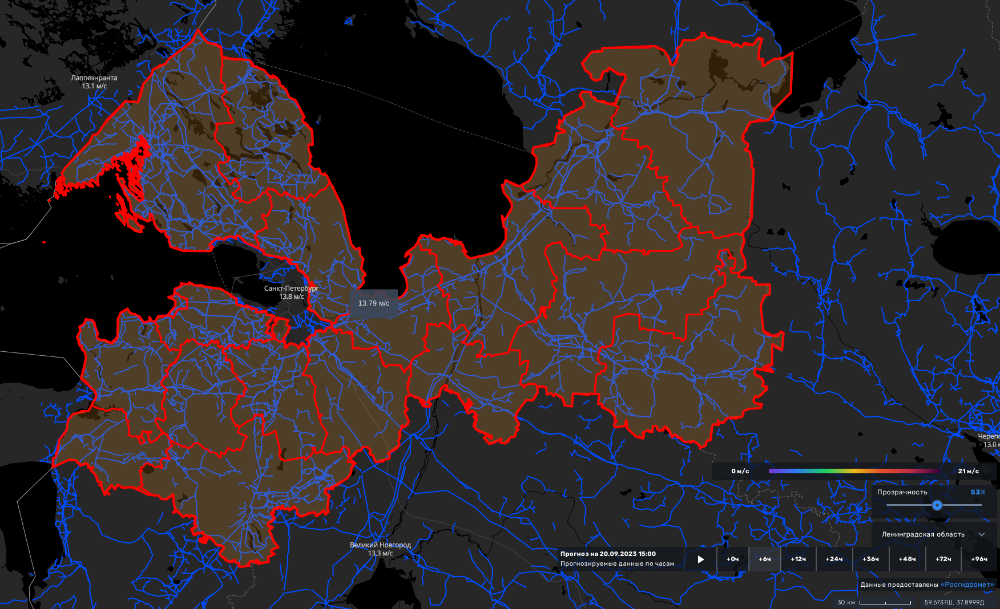 Лаппеэнранта
13.1 м/с
Санкт-Петербург
13.8 м/с
13.79 м/с
Черепо
13.0 м
0 м/с
21 м/с
Прозрачность 53%
Ленинградская область
Великий Новгород
13.3 м/с
Прогноз на 20.09.2023 15:00
Прогнозируемые данные по часам
+0ч +6ч +12ч +24ч +36ч +48ч +72ч +96ч
Данные предоставлены «Росгидромет»
30 км
59.6737Ш, 37.8999Д